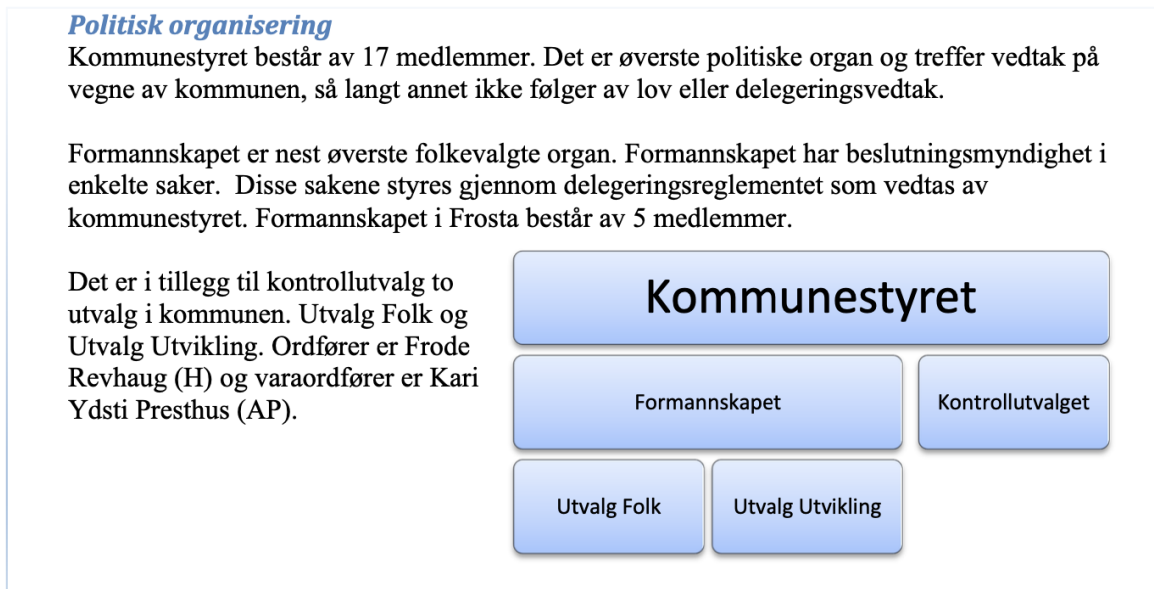 Politisk organisering
Kommunestyret består av 17 medlemmer. Det er øverste politiske organ og treffer vedtak på
vegne av kommunen, så langt annet ikke følger av lov eller delegeringsvedtak.
Formannskapet er nest øverste folkevalgte organ. Formannskapet har beslutningsmyndighet i
enkelte saker.  Disse sakene styres gjennom delegeringsreglementet som vedtas av
kommunestyret. Formannskapet i Frosta består av 5 medlemmer.
Det er i tillegg til kontrollutvalg to
utvalg i kommunen. Utvalg Folk og
Utvalg Utvikling. Ordfører er Frode
Revhaug (H) og varaordfører er Kari
Ydsti Presthus (AP).
Kommunestyret
Formannskapet
Kontrollutvalget
Utvalg Folk
Utvalg Utvikling